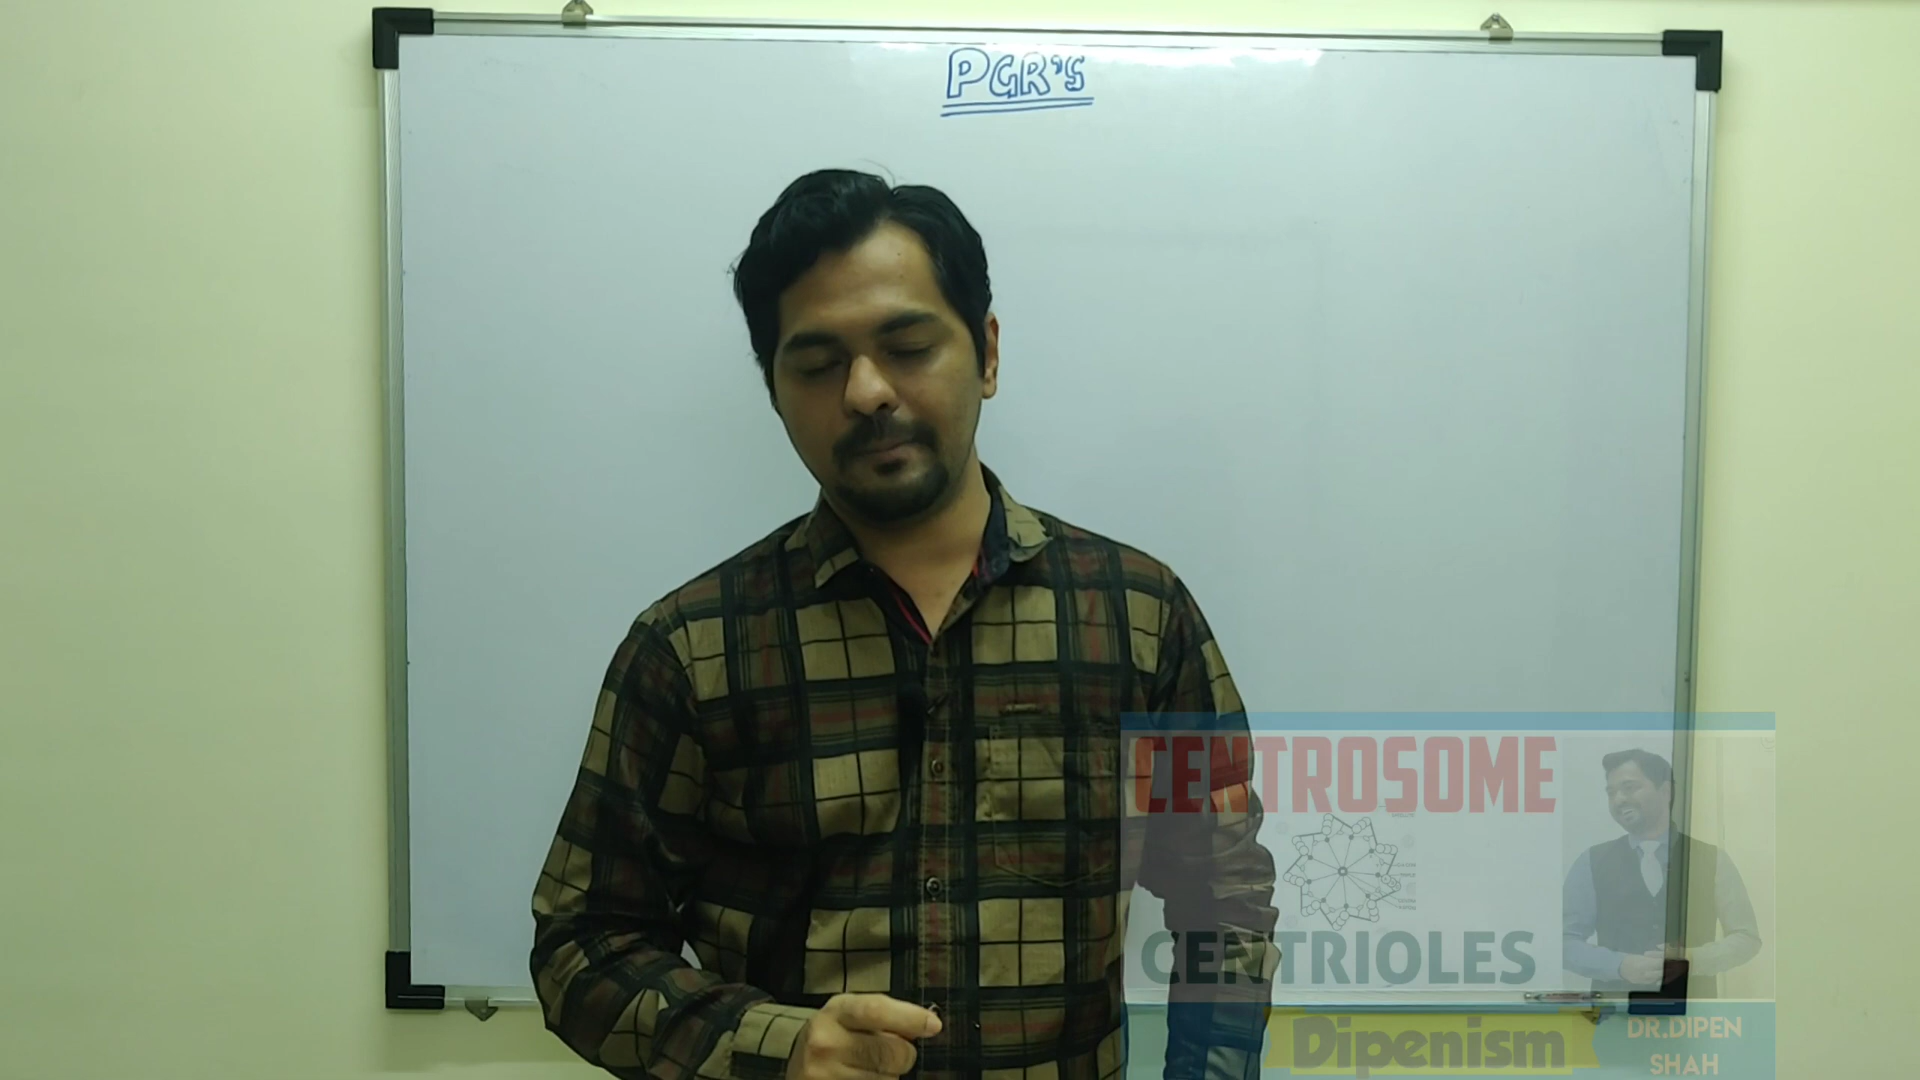 PGR's
CENTROSOME
CENTRIOLES
Dipenism
DR.DIPEN
SHAH